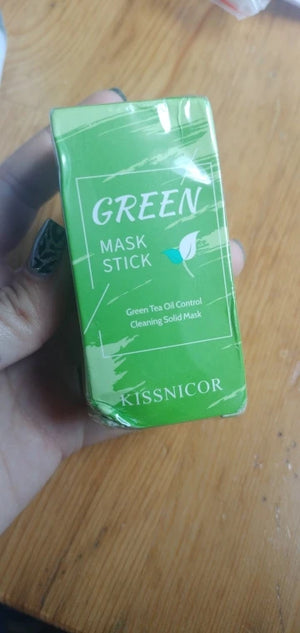 GREEN
MASK
STICK
Green Tea Oil Control
Cleaning Solid Mask
KISSNICOR